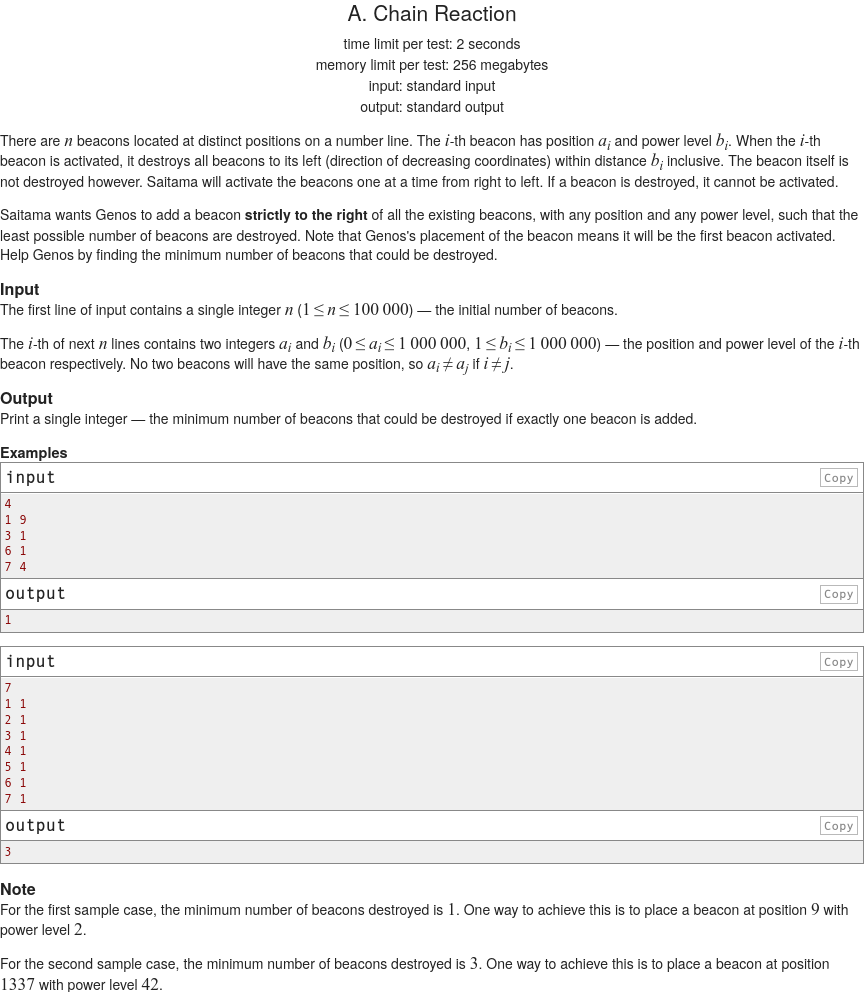 A. Chain Reaction
time limit per test: 2 seconds
memory limit per test: 256 megabytes
input: standard input
output: standard output
There are n beacons located at distinct positions on a number line. The i-th beacon has position a_i and power level b_i. When the i-th
beacon is activated, it destroys all beacons to its left (direction of decreasing coordinates) within distance b_i inclusive. The beacon itself is
not destroyed however. Saitama will activate the beacons one at a time from right to left. If a beacon is destroyed, it cannot be activated.
Saitama wants Genos to add a beacon strictly to the right of all the existing beacons, with any position and any power level, such that the
least possible number of beacons are destroyed. Note that Genos's placement of the beacon means it will be the first beacon activated.
Help Genos by finding the minimum number of beacons that could be destroyed.
Input
The first line of input contains a single integer n (1 ≤ n ≤ 100 000) — the initial number of beacons.
The i-th of next n lines contains two integers a_i and b_i (0 ≤ a_i ≤ 1 000 000, 1 ≤ b_i ≤ 1 000 000) — the position and power level of the i-th
beacon respectively. No two beacons will have the same position, so a_i ≠ a_j if i ≠ j.
Output
Print a single integer — the minimum number of beacons that could be destroyed if exactly one beacon is added.
Examples
input Copy
4
1 9
3 1
6 1
7 4
output Copy
1
input Copy
7
1 1
2 1
3 1
4 1
5 1
6 1
7 1
output Copy
3
Note
For the first sample case, the minimum number of beacons destroyed is 1. One way to achieve this is to place a beacon at position 9 with
power level 2.
For the second sample case, the minimum number of beacons destroyed is 3. One way to achieve this is to place a beacon at position
1337 with power level 42.